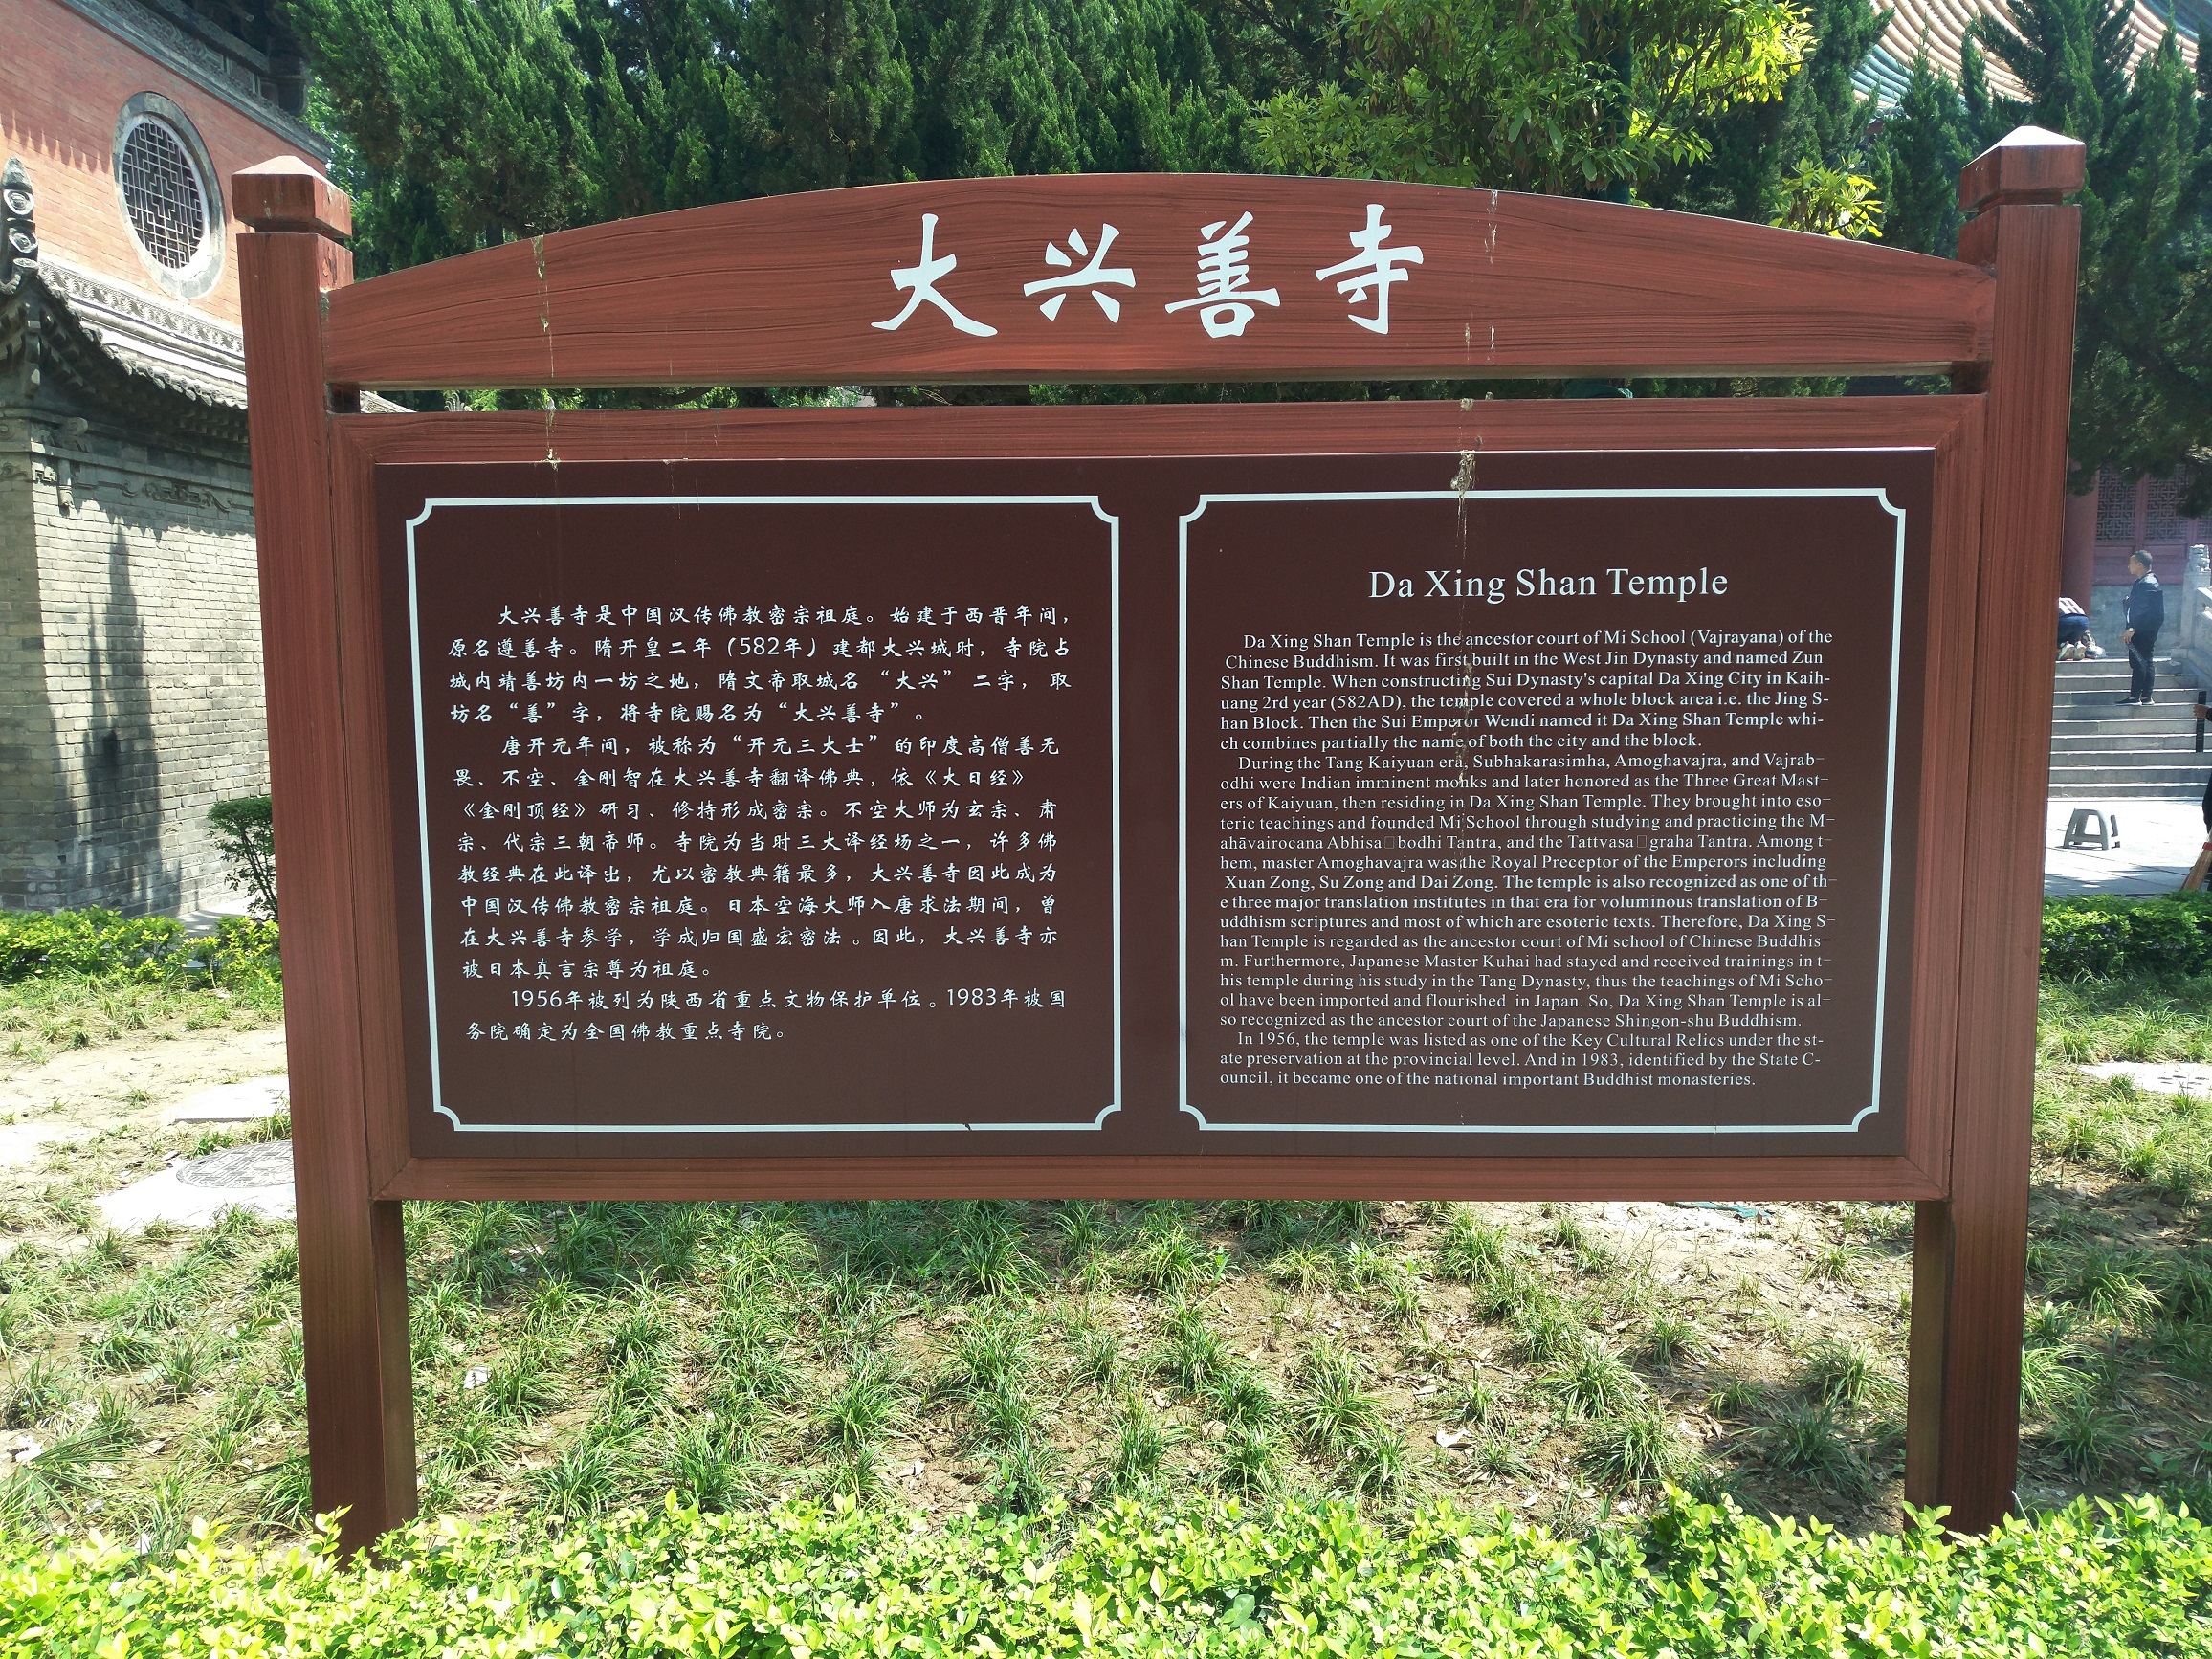 大兴善寺
大兴善寺是中国汉传佛教密宗祖庭。始建于西晋年间，
原名遵善寺。隋开皇二年（582年）建都大兴城时，寺院占
城内靖善坊内一坊之地，隋文帝取城名“大兴”二字，取
坊名“善”字，将寺院赐名为“大兴善寺”。
唐开元年间，被称为“开元三大士”的印度高僧善无
畏、不空、金刚智在大兴善寺翻译佛典，依《大日经》
《金刚顶经》研习、修持形成密宗。不空大师为玄宗、肃
宗、代宗三朝帝师。寺院为当时三大译经场之一，许多佛
教经典在此译出，尤以密教典籍最多，大兴善寺因此成为
中国汉传佛教密宗祖庭。日本空海大师入唐求法期间，曾
在大兴善寺参学，学成归国盛宏密法。因此，大兴善寺亦
被日本真言宗尊为祖庭。
1956年被列为陕西省重点文物保护单位。1983年被国
务院确定为全国佛教重点寺院。
Da Xing Shan Temple
Da Xing Shan Temple is the ancestor court of Mi School (Vajrayana) of the
Chinese Buddhism. It was first built in the West Jin Dynasty and named Zun
Shan Temple. When constructing Sui Dynasty's capital Da Xing City in Kaih-
uang 2rd year (582AD), the temple covered a whole block area i.e. the Jing S-
han Block. Then the Sui Emperor Wendi named it Da Xing Shan Temple whi-
ch combines partially the name of both the city and the block.
During the Tang Kaiyuan era, Subhakarasimha, Amoghavajra, and Vajrab-
odhi were Indian imminent monks and later honored as the Three Great Mast-
ers of Kaiyuan, then residing in Da Xing Shan Temple. They brought into eso-
teric teachings and founded Mi School through studying and practicing the M-
ahāvairocana Abhisa□bodhi Tantra, and the Tattvasa□graha Tantra. Among t-
hem, master Amoghavajra was the Royal Preceptor of the Emperors including
Xuan Zong, Su Zong and Dai Zong. The temple is also recognized as one of th-
e three major translation institutes in that era for voluminous translation of B-
uddhism scriptures and most of which are esoteric texts. Therefore, Da Xing S-
han Temple is regarded as the ancestor court of Mi school of Chinese Buddhis-
m. Furthermore, Japanese Master Kuhai had stayed and received trainings in t-
his temple during his study in the Tang Dynasty, thus the teachings of Mi Scho-
ol have been imported and flourished in Japan. So, Da Xing Shan Temple is al-
so recognized as the ancestor court of the Japanese Shingon-shu Buddhism.
In 1956, the temple was listed as one of the Key Cultural Relics under the st-
ate preservation at the provincial level. And in 1983, identified by the State C-
ouncil, it became one of the national important Buddhist monasteries.